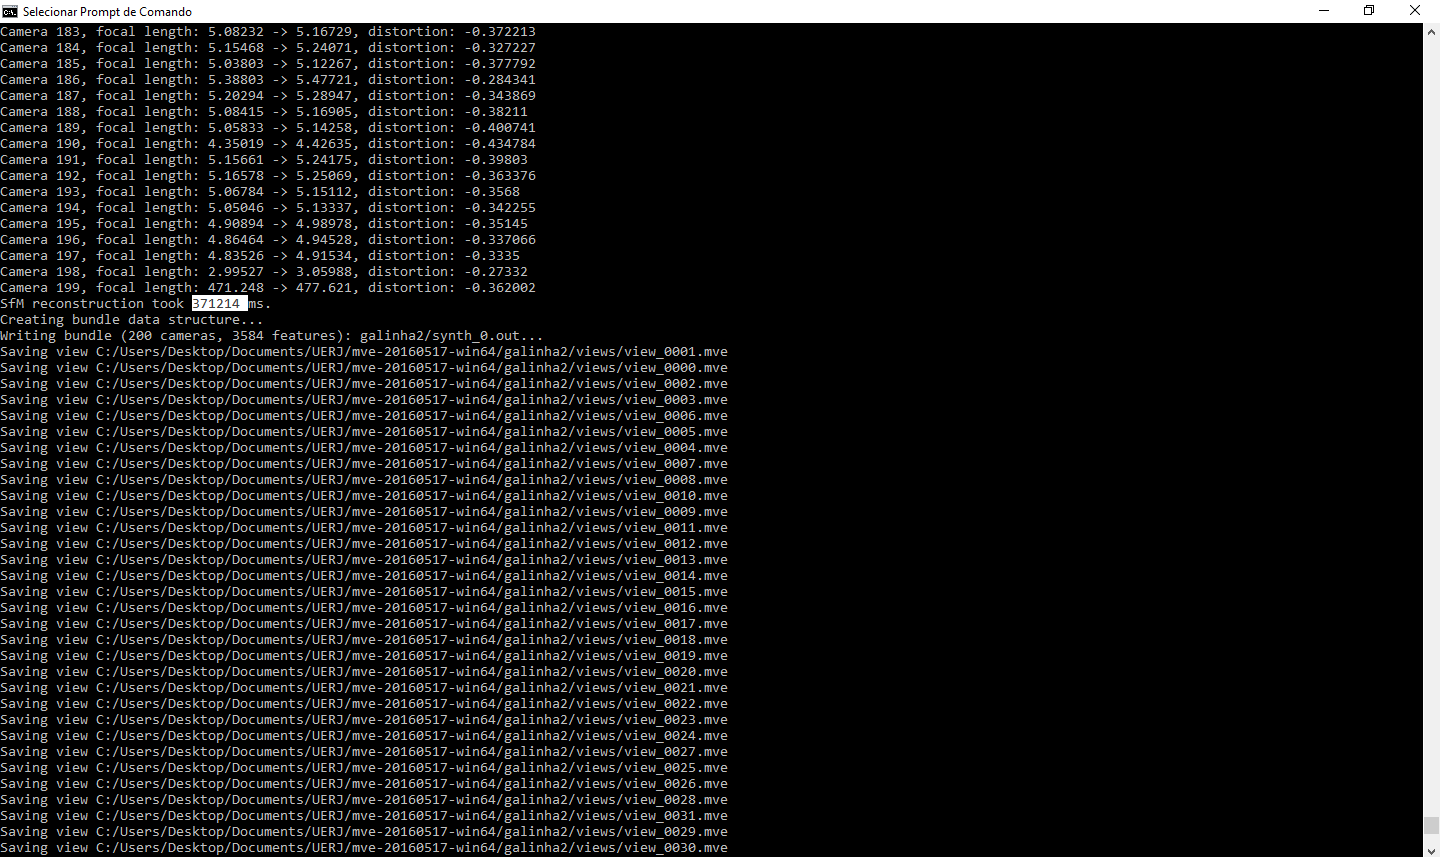 Selecionar Prompt de Comando
Camera 183, focal length: 5.08232 -> 5.16729, distortion: -0.372213
Camera 184, focal length: 5.15468 -> 5.24071, distortion: -0.327227
Camera 185, focal length: 5.03803 -> 5.12267, distortion: -0.377792
Camera 186, focal length: 5.38803 -> 5.47721, distortion: -0.284341
Camera 187, focal length: 5.20294 -> 5.28947, distortion: -0.343869
Camera 188, focal length: 5.08415 -> 5.16905, distortion: -0.38211
Camera 189, focal length: 5.05833 -> 5.14258, distortion: -0.400741
Camera 190, focal length: 4.35019 -> 4.42635, distortion: -0.434784
Camera 191, focal length: 5.15661 -> 5.24175, distortion: -0.39803
Camera 192, focal length: 5.16578 -> 5.25069, distortion: -0.363376
Camera 193, focal length: 5.06784 -> 5.15112, distortion: -0.3568
Camera 194, focal length: 5.05046 -> 5.13337, distortion: -0.342255
Camera 195, focal length: 4.90894 -> 4.98978, distortion: -0.35145
Camera 196, focal length: 4.86464 -> 4.94528, distortion: -0.337066
Camera 197, focal length: 4.83526 -> 4.91534, distortion: -0.3335
Camera 198, focal length: 2.99527 -> 3.05988, distortion: -0.27332
Camera 199, focal length: 471.248 -> 477.621, distortion: -0.362002
SfM reconstruction took 371214 ms.
Creating bundle data structure...
Writing bundle (200 cameras, 3584 features): galinha2/synth_0.out...
Saving view C:/Users/Desktop/Documents/UERJ/mve-20160517-win64/galinha2/views/view_0001.mve
Saving view C:/Users/Desktop/Documents/UERJ/mve-20160517-win64/galinha2/views/view_0000.mve
Saving view C:/Users/Desktop/Documents/UERJ/mve-20160517-win64/galinha2/views/view_0002.mve
Saving view C:/Users/Desktop/Documents/UERJ/mve-20160517-win64/galinha2/views/view_0003.mve
Saving view C:/Users/Desktop/Documents/UERJ/mve-20160517-win64/galinha2/views/view_0006.mve
Saving view C:/Users/Desktop/Documents/UERJ/mve-20160517-win64/galinha2/views/view_0005.mve
Saving view C:/Users/Desktop/Documents/UERJ/mve-20160517-win64/galinha2/views/view_0004.mve
Saving view C:/Users/Desktop/Documents/UERJ/mve-20160517-win64/galinha2/views/view_0007.mve
Saving view C:/Users/Desktop/Documents/UERJ/mve-20160517-win64/galinha2/views/view_0008.mve
Saving view C:/Users/Desktop/Documents/UERJ/mve-20160517-win64/galinha2/views/view_0010.mve
Saving view C:/Users/Desktop/Documents/UERJ/mve-20160517-win64/galinha2/views/view_0009.mve
Saving view C:/Users/Desktop/Documents/UERJ/mve-20160517-win64/galinha2/views/view_0011.mve
Saving view C:/Users/Desktop/Documents/UERJ/mve-20160517-win64/galinha2/views/view_0012.mve
Saving view C:/Users/Desktop/Documents/UERJ/mve-20160517-win64/galinha2/views/view_0013.mve
Saving view C:/Users/Desktop/Documents/UERJ/mve-20160517-win64/galinha2/views/view_0014.mve
Saving view C:/Users/Desktop/Documents/UERJ/mve-20160517-win64/galinha2/views/view_0015.mve
Saving view C:/Users/Desktop/Documents/UERJ/mve-20160517-win64/galinha2/views/view_0016.mve
Saving view C:/Users/Desktop/Documents/UERJ/mve-20160517-win64/galinha2/views/view_0017.mve
Saving view C:/Users/Desktop/Documents/UERJ/mve-20160517-win64/galinha2/views/view_0018.mve
Saving view C:/Users/Desktop/Documents/UERJ/mve-20160517-win64/galinha2/views/view_0019.mve
Saving view C:/Users/Desktop/Documents/UERJ/mve-20160517-win64/galinha2/views/view_0020.mve
Saving view C:/Users/Desktop/Documents/UERJ/mve-20160517-win64/galinha2/views/view_0021.mve
Saving view C:/Users/Desktop/Documents/UERJ/mve-20160517-win64/galinha2/views/view_0022.mve
Saving view C:/Users/Desktop/Documents/UERJ/mve-20160517-win64/galinha2/views/view_0023.mve
Saving view C:/Users/Desktop/Documents/UERJ/mve-20160517-win64/galinha2/views/view_0024.mve
Saving view C:/Users/Desktop/Documents/UERJ/mve-20160517-win64/galinha2/views/view_0027.mve
Saving view C:/Users/Desktop/Documents/UERJ/mve-20160517-win64/galinha2/views/view_0025.mve
Saving view C:/Users/Desktop/Documents/UERJ/mve-20160517-win64/galinha2/views/view_0026.mve
Saving view C:/Users/Desktop/Documents/UERJ/mve-20160517-win64/galinha2/views/view_0028.mve
Saving view C:/Users/Desktop/Documents/UERJ/mve-20160517-win64/galinha2/views/view_0031.mve
Saving view C:/Users/Desktop/Documents/UERJ/mve-20160517-win64/galinha2/views/view_0029.mve
Saving view C:/Users/Desktop/Documents/UERJ/mve-20160517-win64/galinha2/views/view_0030.mve